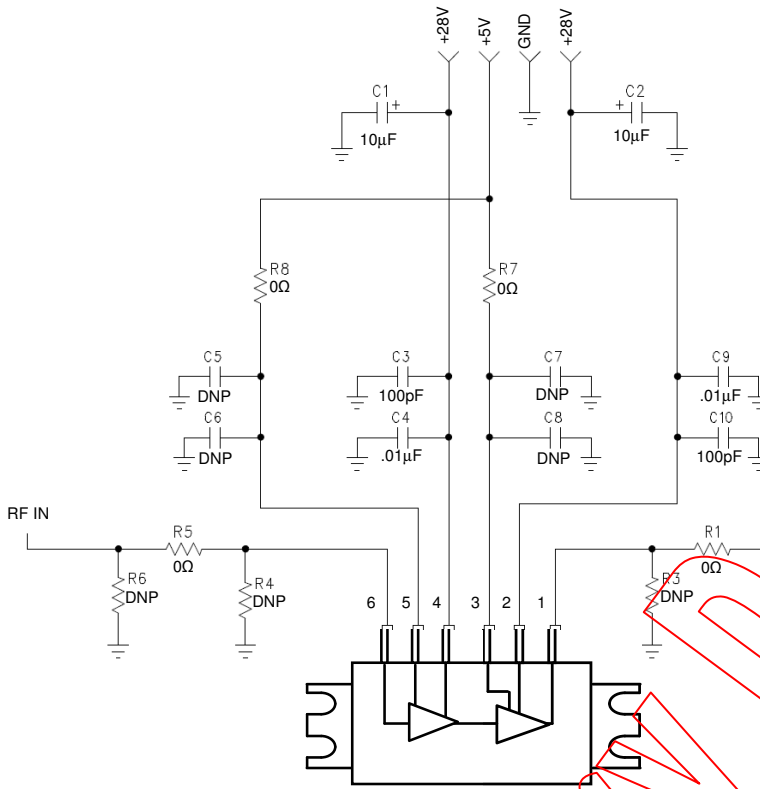 +28V
+5V
GND
+28V
C1
+
10µF
C2
+
10µF
R8
0Ω
R7
0Ω
C5
DNP
C3
100pF
C7
DNP
C9
.01µF
C6
DNP
C4
.01µF
C8
DNP
C10
100pF
RF IN
R5
0Ω
R1
0Ω
R6
DNP
R4
DNP
R3
DNP
6 5 4 3 2 1